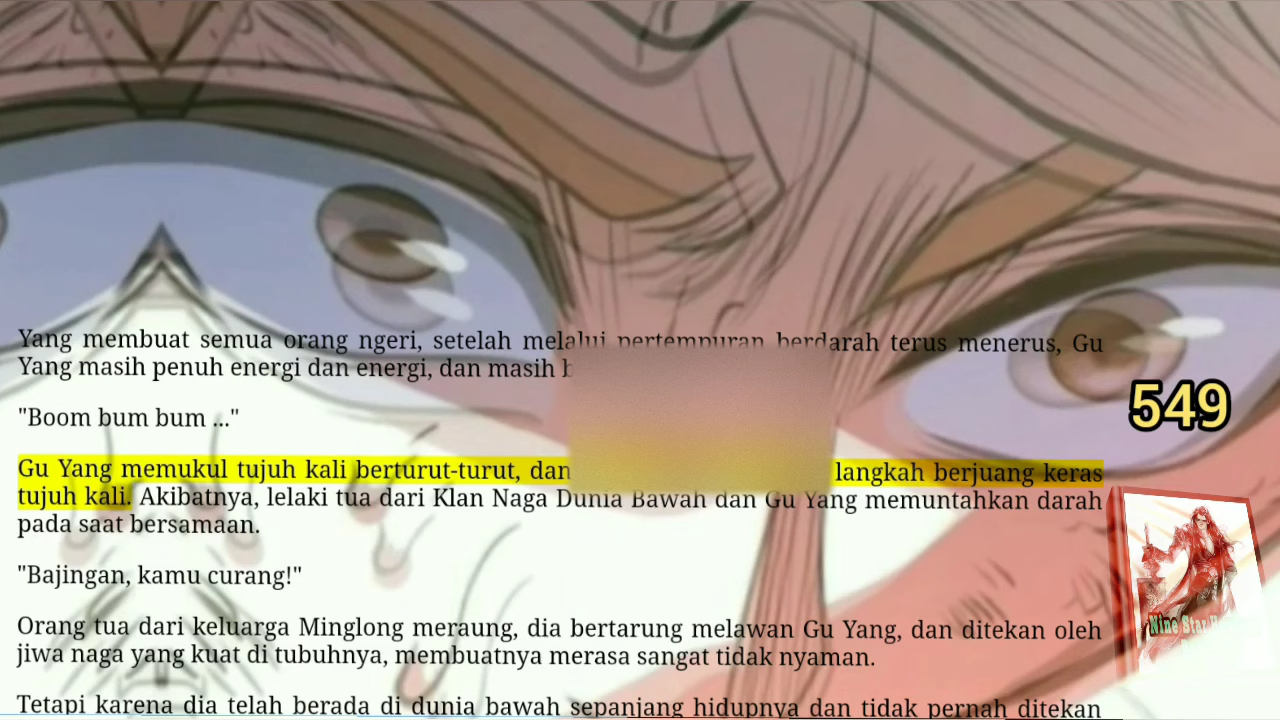 Yang membuat semua orang ngeri, setelah melalui pertempuran berdarah terus menerus, Gu
Yang masih penuh energi dan energi, dan masih
"Boom bum bum ..."
Gu Yang memukul tujuh kali berturut-turut, dan langkah berjuang keras
tujuh kali. Akibatnya, lelaki tua dari Klan Naga Dunia Bawah dan Gu Yang memuntahkan darah
pada saat bersamaan.
"Bajingan, kamu curang!"
Orang tua dari keluarga Minglong meraung, dia bertarung melawan Gu Yang, dan ditekan oleh
jiwa naga yang kuat di tubuhnya, membuatnya merasa sangat tidak nyaman.
Tetapi karena dia telah berada di dunia bawah sepanjang hidupnya dan tidak pernah ditekan
549
Nine Star